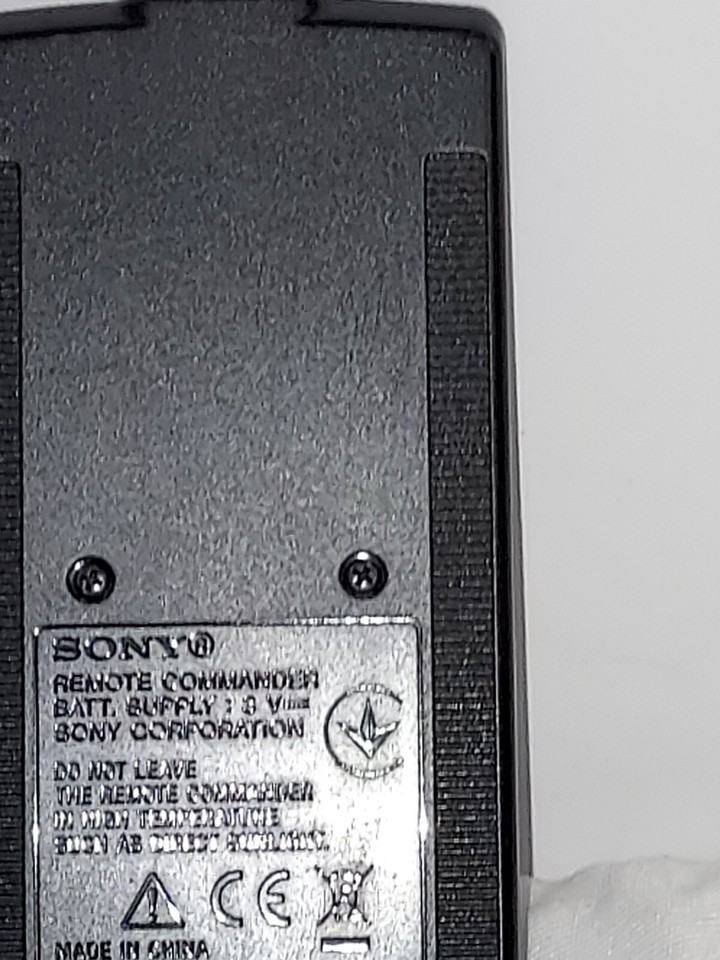 SONY®
REMOTE COMMANDER
BATT. SUPPLY : 3 V
SONY CORPORATION
DO NOT LEAVE
THE REMOTE COMMANDER
IN HIGH TEMPERATURE
SUCH AS DIRECT SUNLIGHT.
CE
MADE IN CHINA